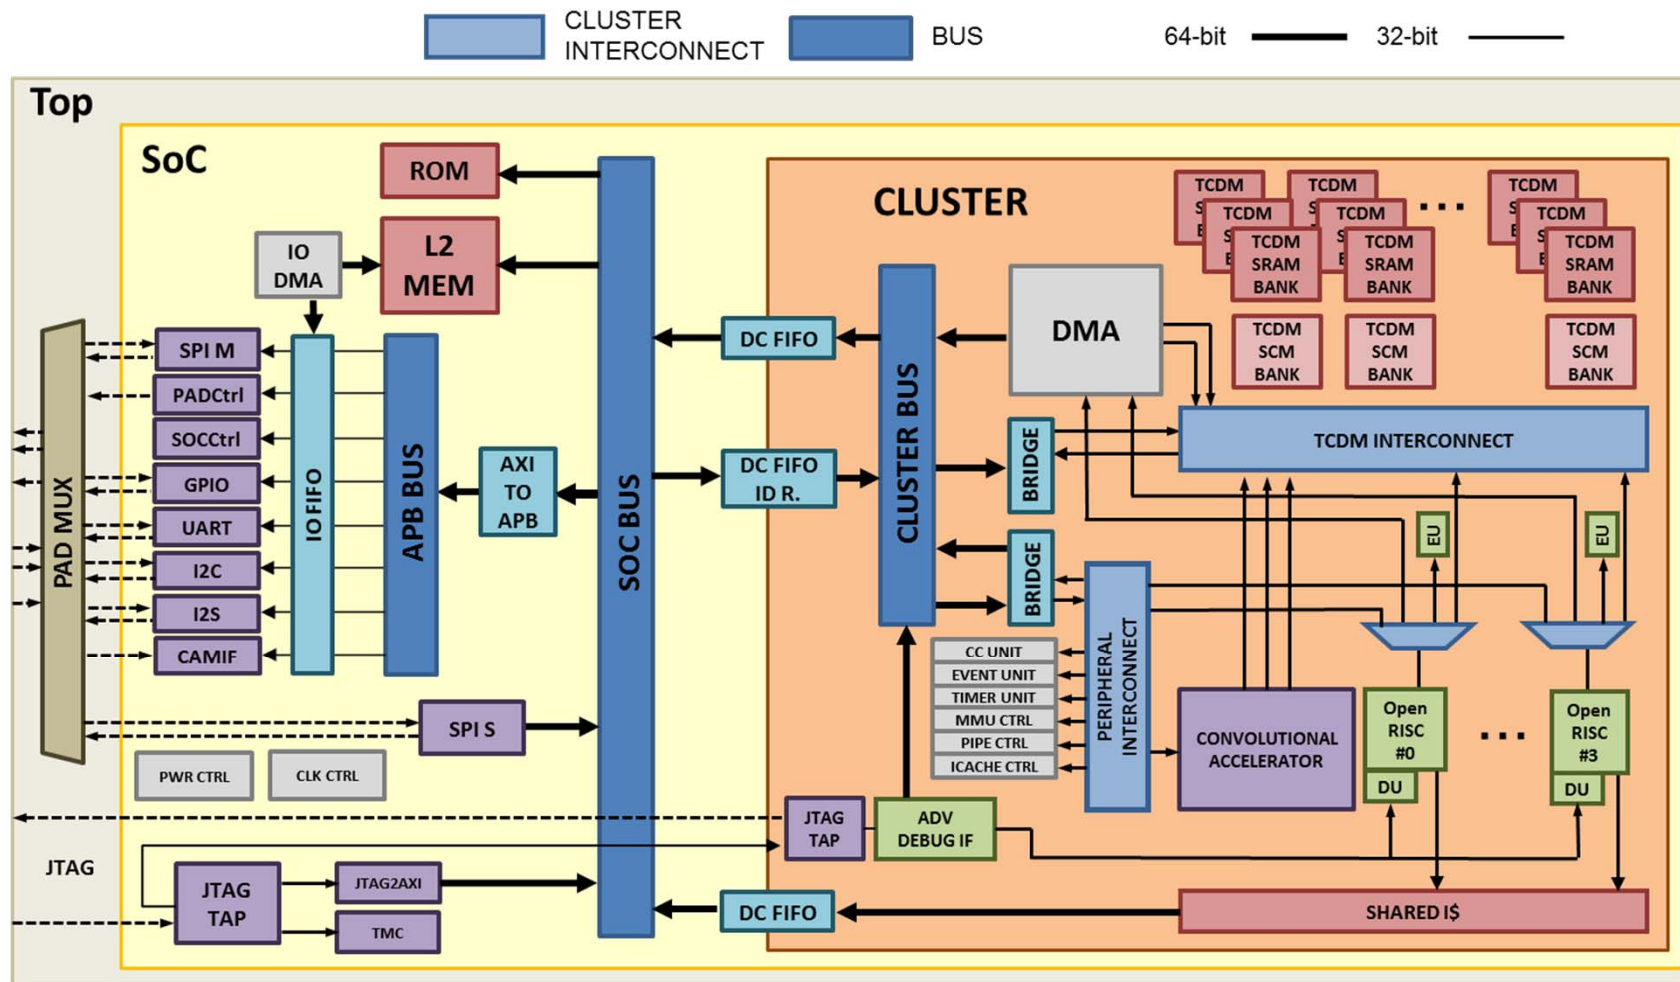 CLUSTER
INTERCONNECT
BUS
64-bit
32-bit
Top
SoC
ROM
L2
MEM
IO
DMA
SPI M
PADCtrl
SOCCtrl
GPIO
UART
I2C
I2S
CAMIF
PAD MUX
IO FIFO
APB BUS
AXI
TO
APB
SOC BUS
SPI S
PWR CTRL
CLK CTRL
JTAG
JTAG
TAP
JTAG2AXI
TMC
DC FIFO
DC FIFO
ID R.
DC FIFO
CLUSTER
CLUSTER BUS
DMA
BRIDGE
BRIDGE
TCDM
TCDM
TCDM
SRAM
BANK
TCDM
TCDM
TCDM
SRAM
BANK
...
TCDM
TCDM
TCDM
SRAM
BANK
TCDM
SCM
BANK
TCDM
SCM
BANK
TCDM
SCM
BANK
TCDM INTERCONNECT
EU
EU
PERIPHERAL
INTERCONNECT
CC UNIT
EVENT UNIT
TIMER UNIT
MMU CTRL
PIPE CTRL
ICACHE CTRL
CONVOLUTIONAL
ACCELERATOR
Open
RISC
#0
DU
...
Open
RISC
#3
DU
JTAG
TAP
ADV
DEBUG IF
SHARED I$